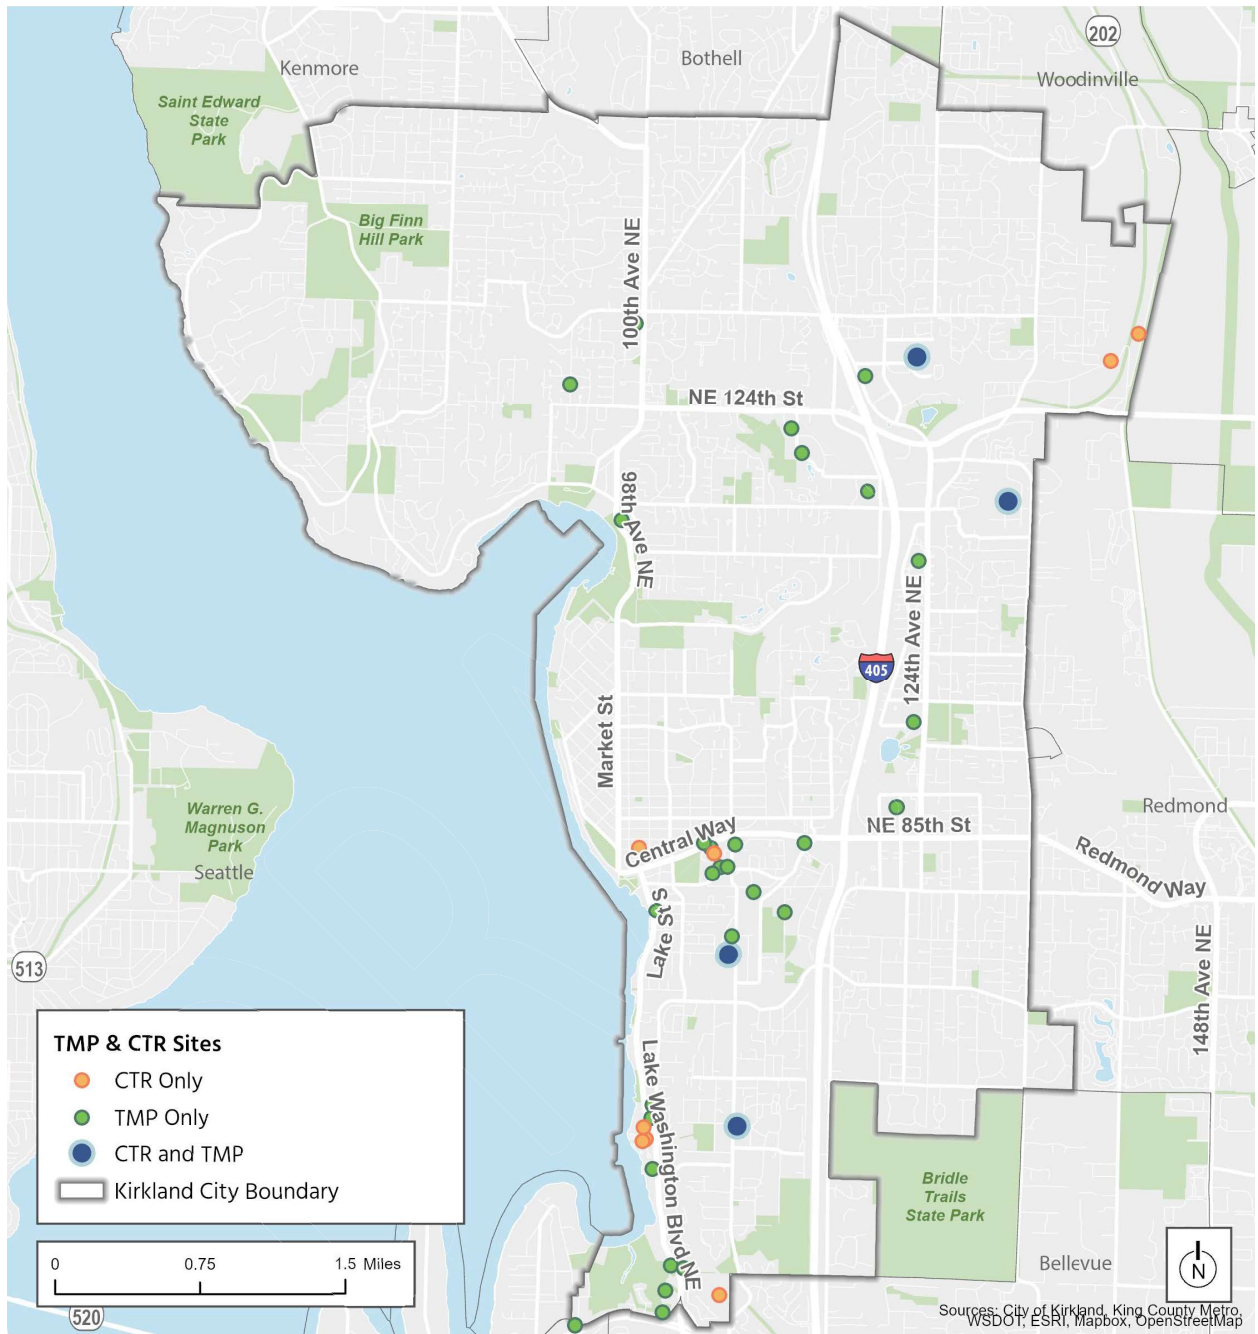 202
Kenmore
Bothell
Woodinville
Saint Edward
State
Park
Big Finn
Hill Park
100th Ave NE
NE 124th St
98th Ave NE
124th Ave NE
405
Market St
Warren G.
Magnuson
Park
Seattle
Redmond
Central Way
NE 85th St
Redmond Way
Lake St S
148th Ave NE
513
Lake Washington Blvd NE
Bridle
Trails
State Park
Bellevue
TMP & CTR Sites
CTR Only
TMP Only
CTR and TMP
Kirkland City Boundary
0 0.75 1.5 Miles
520
N
Sources: City of Kirkland, King County Metro,
WSDOT, ESRI, Mapbox, OpenStreetMap